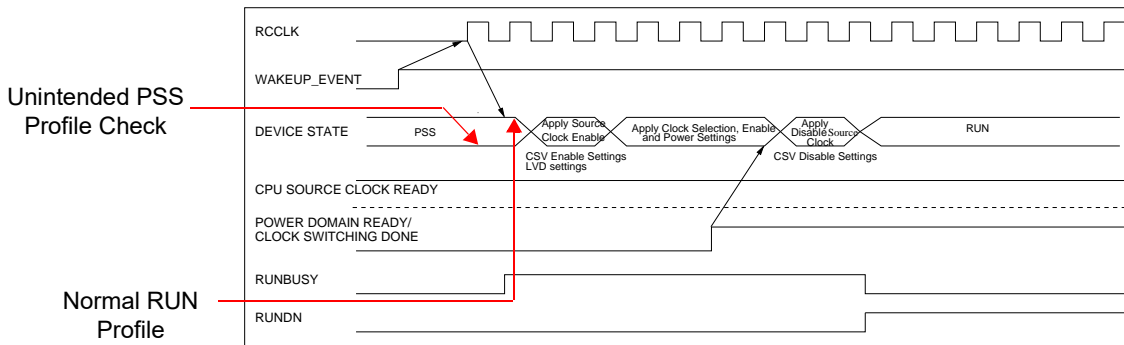 RCCLK
WAKEUP_EVENT
Unintended PSS
Profile Check
DEVICE STATE
PSS
Apply Source
Clock Enable
Apply Clock Selection, Enable
and Power Settings
Apply
Disable Source
Clock
RUN
CSV Enable Settings
LVD settings
CSV Disable Settings
CPU SOURCE CLOCK READY
POWER DOMAIN READY/
CLOCK SWITCHING DONE
RUNBUSY
Normal RUN
Profile
RUNDN